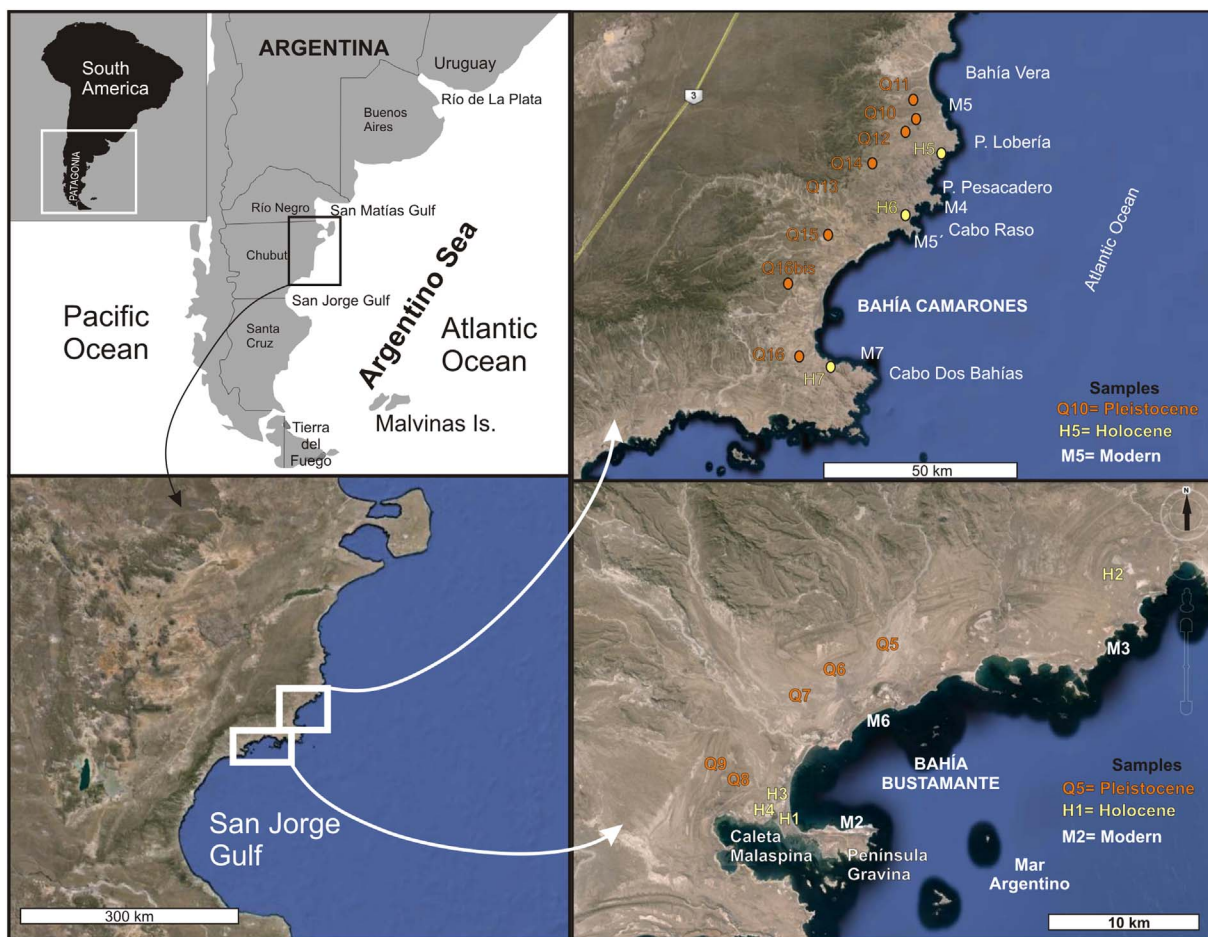 South
America
PATAGONIA
ARGENTINA
Uruguay
Río de La Plata
Buenos
Aires
Río Negro
San Matías Gulf
Chubut
San Jorge Gulf
Santa
Cruz
Pacific
Ocean
Argentino Sea
Atlantic
Ocean
Malvinas Is.
Tierra
del
Fuego
3
Bahía Vera
Q11
M5
Q10
Q12
P. Lobería
H5
Q14
Q13
P. Pesacadero
M4
H6
Cabo Raso
M5´
Q15
Atlantic Ocean
BAHÍA CAMARONES
Q16
M7
H7
Cabo Dos Bahías
Samples
Q10= Pleistocene
H5= Holocene
M5= Modern
50 km
San Jorge
Gulf
300 km
N
H2
Q5
M3
Q6
Q7
M6
BAHÍA
BUSTAMANTE
Q9
Q8
H3
H4
H1
M2
Caleta
Malaspina
Península
Gravina
Mar
Argentino
Samples
Q5= Pleistocene
H1= Holocene
M2= Modern
10 km